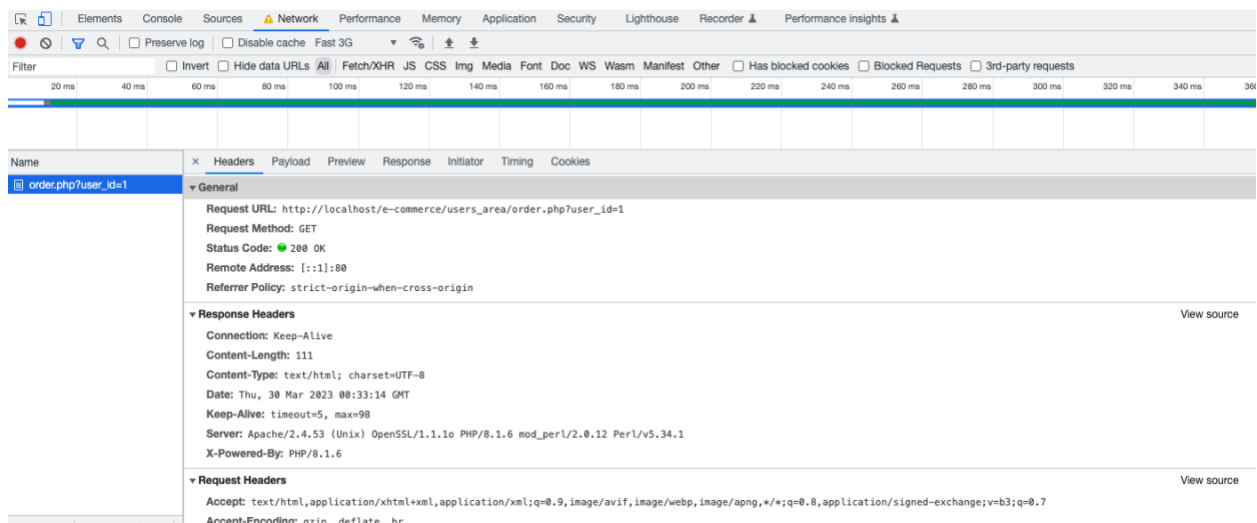 Elements Console Sources Network Performance Memory Application Security Lighthouse Recorder Performance insights
Preserve log Disable cache Fast 3G
Filter Invert Hide data URLs All Fetch/XHR JS CSS Img Media Font Doc WS Wasm Manifest Other Has blocked cookies Blocked Requests 3rd-party requests
20 ms 40 ms 60 ms 80 ms 100 ms 120 ms 140 ms 160 ms 180 ms 200 ms 220 ms 240 ms 260 ms 280 ms 300 ms 320 ms 340 ms 360
Name × Headers Payload Preview Response Initiator Timing Cookies
order.php?user_id=1
General
Request URL: http://localhost/e-commerce/users_area/order.php?user_id=1
Request Method: GET
Status Code: 200 OK
Remote Address: [::1]:80
Referrer Policy: strict-origin-when-cross-origin
Response Headers View source
Connection: Keep-Alive
Content-Length: 111
Content-Type: text/html; charset=UTF-8
Date: Thu, 30 Mar 2023 00:33:14 GMT
Keep-Alive: timeout=5, max=98
Server: Apache/2.4.53 (Unix) OpenSSL/1.1.1o PHP/8.1.6 mod_perl/2.0.12 Perl/v5.34.1
X-Powered-By: PHP/8.1.6
Request Headers View source
Accept: text/html,application/xhtml+xml,application/xml;q=0.9,image/avif,image/webp,image/apng,*/*;q=0.8,application/signed-exchange;v=b3;q=0.7
Accept-Encoding: gzip, deflate, br